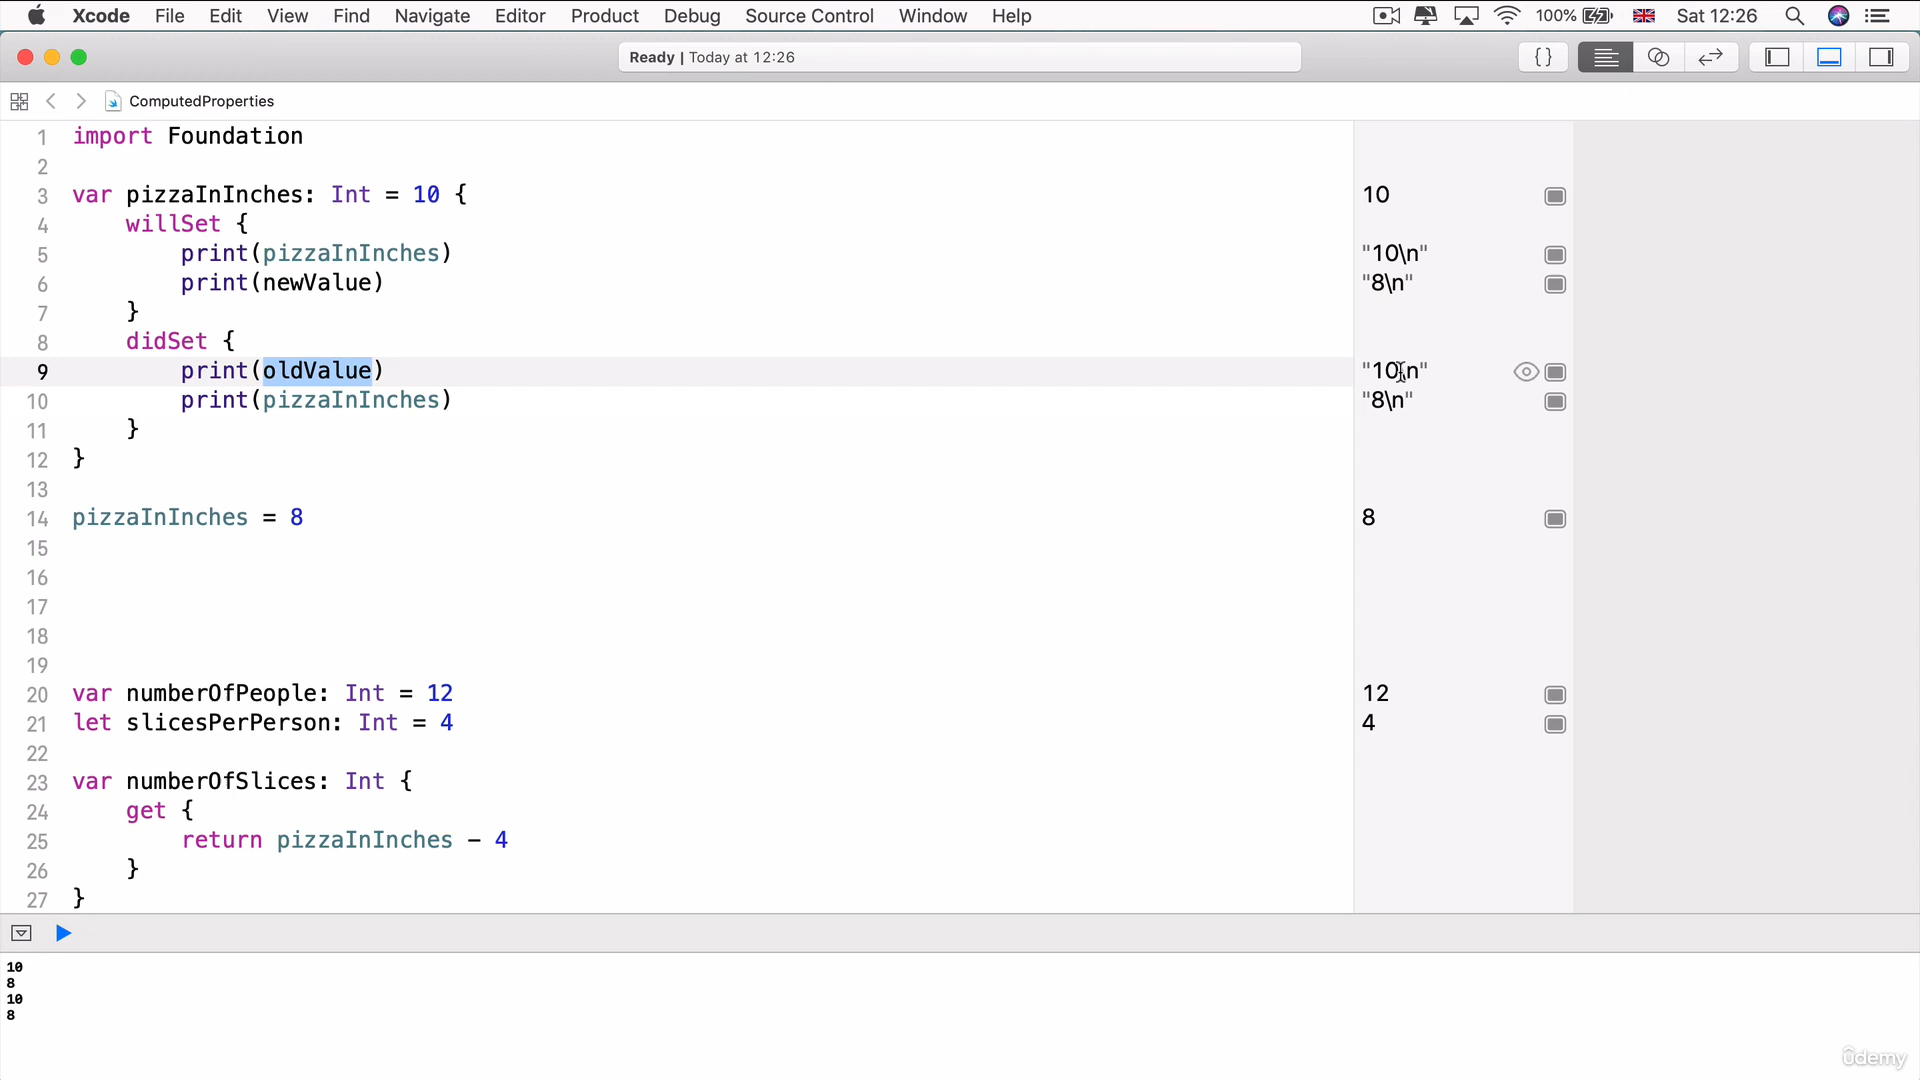 Xcode File Edit View Find Navigate Editor Product Debug Source Control Window Help 100% Sat 12:26
Ready | Today at 12:26 {}
ComputedProperties
1 import Foundation
2
3 var pizzaInInches: Int = 10 { 10
4 willSet {
5 print(pizzaInInches) "10\n"
6 print(newValue) "8\n"
7 }
8 didSet {
9 print(oldValue) "10\n"
10 print(pizzaInInches) "8\n"
11 }
12 }
13
14 pizzaInInches = 8 8
15
16
17
18
19
20 var numberOfPeople: Int = 12 12
21 let slicesPerPerson: Int = 4 4
22
23 var numberOfSlices: Int {
24 get {
25 return pizzaInInches - 4
26 }
27 }
10
8
10
8
ûdemy